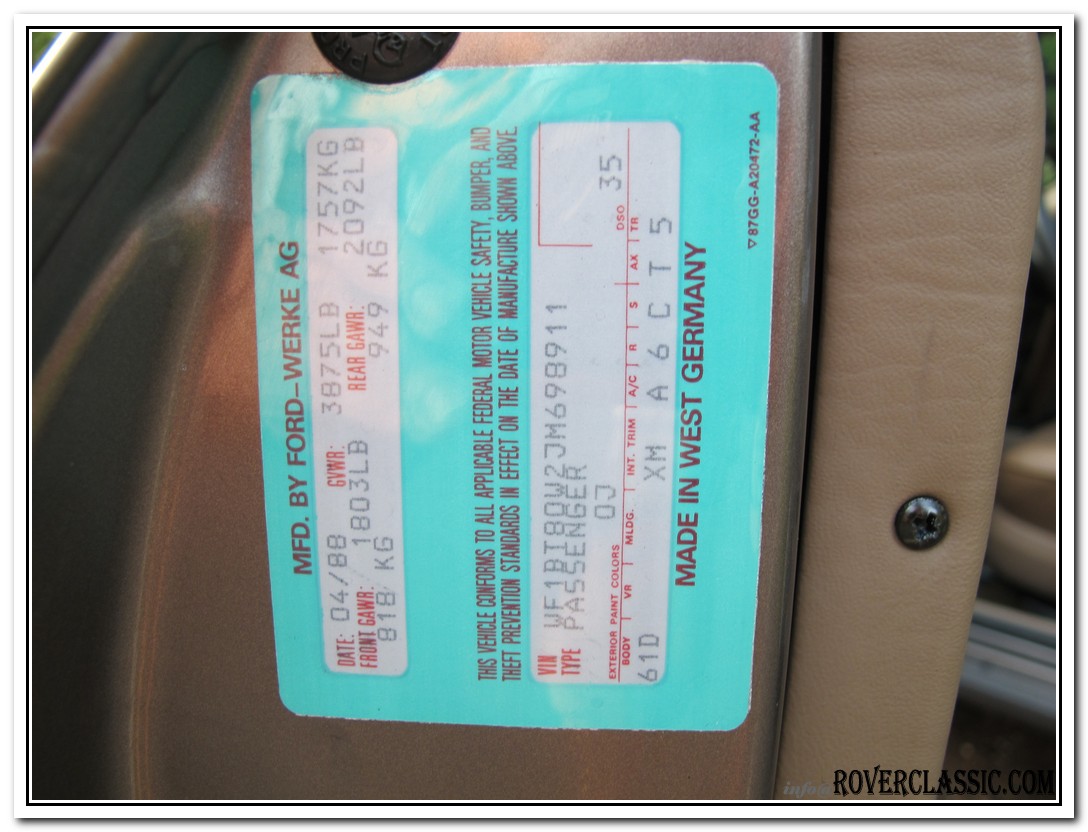 MFD. BY FORD-WERKE AG
DATE: 04/88 GVWR: 3875LB 1757KG
FRONT GAWR: 1803LB REAR GAWR: 2092LB
818 KG 949 KG
THIS VEHICLE CONFORMS TO ALL APPLICABLE FEDERAL MOTOR VEHICLE SAFETY, BUMPER, AND
THEFT PREVENTION STANDARDS IN EFFECT ON THE DATE OF MANUFACTURE SHOWN ABOVE.
VIN WF1BT80W2JM698911
TYPE PASSENGER
0J
EXTERIOR PAINT COLORS DSO 35
BODY VR MLDG. INT. TRIM A/C R S AX TR
61D XM A 6 C T 5
MADE IN WEST GERMANY
▽87GG-A20472-AA
PRO
info@ROVERCLASSIC.COM